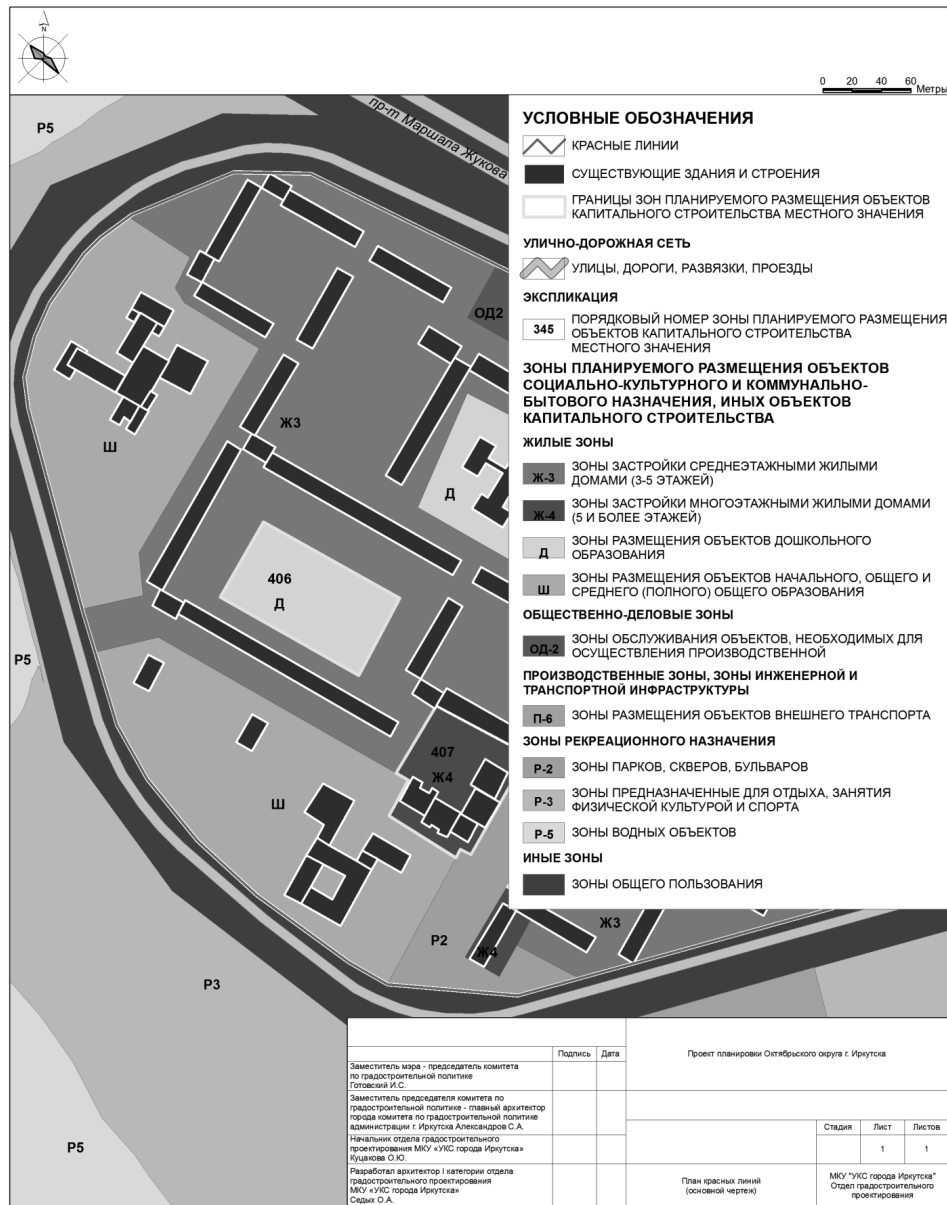 N
0 20 40 60 Метры
Р5
пр-т Маршала Жукова
ОД2
Ж3
Ш
Д
406
Д
Р5
407
Ж4
Ш
Р2
Ж4
Ж3
Р3
Р5
УСЛОВНЫЕ ОБОЗНАЧЕНИЯ
КРАСНЫЕ ЛИНИИ
СУЩЕСТВУЮЩИЕ ЗДАНИЯ И СТРОЕНИЯ
ГРАНИЦЫ ЗОН ПЛАНИРУЕМОГО РАЗМЕЩЕНИЯ ОБЪЕКТОВ
КАПИТАЛЬНОГО СТРОИТЕЛЬСТВА МЕСТНОГО ЗНАЧЕНИЯ
УЛИЧНО-ДОРОЖНАЯ СЕТЬ
УЛИЦЫ, ДОРОГИ, РАЗВЯЗКИ, ПРОЕЗДЫ
ЭКСПЛИКАЦИЯ
345 ПОРЯДКОВЫЙ НОМЕР ЗОНЫ ПЛАНИРУЕМОГО РАЗМЕЩЕНИЯ
ОБЪЕКТОВ КАПИТАЛЬНОГО СТРОИТЕЛЬСТВА
МЕСТНОГО ЗНАЧЕНИЯ
ЗОНЫ ПЛАНИРУЕМОГО РАЗМЕЩЕНИЯ ОБЪЕКТОВ
СОЦИАЛЬНО-КУЛЬТУРНОГО И КОММУНАЛЬНО-
БЫТОВОГО НАЗНАЧЕНИЯ, ИНЫХ ОБЪЕКТОВ
КАПИТАЛЬНОГО СТРОИТЕЛЬСТВА
ЖИЛЫЕ ЗОНЫ
Ж-3 ЗОНЫ ЗАСТРОЙКИ СРЕДНЕЭТАЖНЫМИ ЖИЛЫМИ
ДОМАМИ (3-5 ЭТАЖЕЙ)
Ж-4 ЗОНЫ ЗАСТРОЙКИ МНОГОЭТАЖНЫМИ ЖИЛЫМИ ДОМАМИ
(5 И БОЛЕЕ ЭТАЖЕЙ)
Д ЗОНЫ РАЗМЕЩЕНИЯ ОБЪЕКТОВ ДОШКОЛЬНОГО
ОБРАЗОВАНИЯ
Ш ЗОНЫ РАЗМЕЩЕНИЯ ОБЪЕКТОВ НАЧАЛЬНОГО, ОБЩЕГО И
СРЕДНЕГО (ПОЛНОГО) ОБЩЕГО ОБРАЗОВАНИЯ
ОБЩЕСТВЕННО-ДЕЛОВЫЕ ЗОНЫ
ОД-2 ЗОНЫ ОБСЛУЖИВАНИЯ ОБЪЕКТОВ, НЕОБХОДИМЫХ ДЛЯ
ОСУЩЕСТВЛЕНИЯ ПРОИЗВОДСТВЕННОЙ
ПРОИЗВОДСТВЕННЫЕ ЗОНЫ, ЗОНЫ ИНЖЕНЕРНОЙ И
ТРАНСПОРТНОЙ ИНФРАСТРУКТУРЫ
П-6 ЗОНЫ РАЗМЕЩЕНИЯ ОБЪЕКТОВ ВНЕШНЕГО ТРАНСПОРТА
ЗОНЫ РЕКРЕАЦИОННОГО НАЗНАЧЕНИЯ
Р-2 ЗОНЫ ПАРКОВ, СКВЕРОВ, БУЛЬВАРОВ
Р-3 ЗОНЫ ПРЕДНАЗНАЧЕННЫЕ ДЛЯ ОТДЫХА, ЗАНЯТИЯ
ФИЗИЧЕСКОЙ КУЛЬТУРОЙ И СПОРТА
Р-5 ЗОНЫ ВОДНЫХ ОБЪЕКТОВ
ИНЫЕ ЗОНЫ
ЗОНЫ ОБЩЕГО ПОЛЬЗОВАНИЯ
Подпись Дата
Заместитель мэра - председатель комитета
по градостроительной политике
Готовский И.С.
Заместитель председателя комитета по
градостроительной политике - главный архитектор
города комитета по градостроительной политике
администрации г. Иркутска Александров С.А.
Начальник отдела градостроительного
проектирования МКУ «УКС города Иркутска»
Куцакова О.Ю.
Разработал архитектор I категории отдела
градостроительного проектирования
МКУ «УКС города Иркутска»
Седых О.А.
Проект планировки Октябрьского округа г. Иркутска
Стадия Лист Листов
1 1
План красных линий
(основной чертеж)
МКУ "УКС города Иркутска"
Отдел градостроительного
проектирования